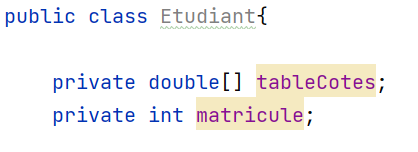 public class Etudiant{
private double[] tableCotes;
private int matricule;